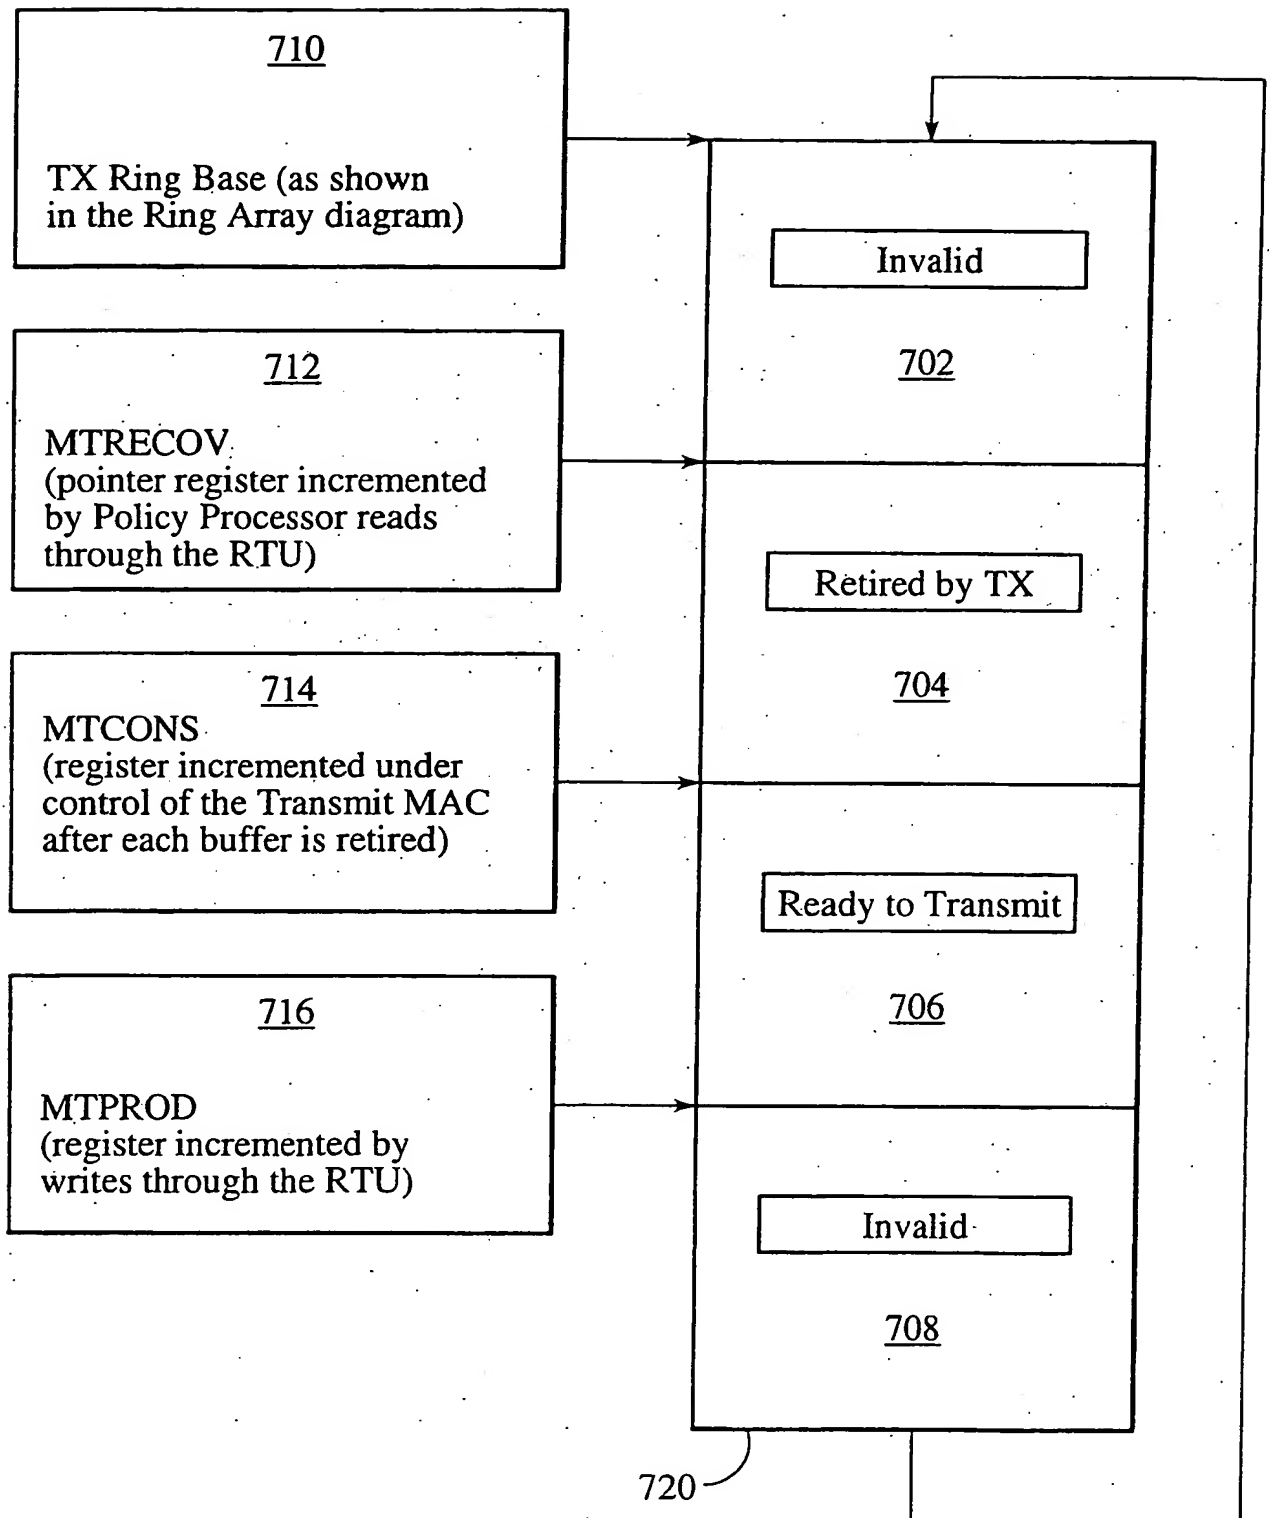 710
TX Ring Base (as shown
in the Ring Array diagram)
712
MTRECOV
(pointer register incremented
by Policy Processor reads
through the RTU)
714
MTCONS
(register incremented under
control of the Transmit MAC
after each buffer is retired)
716
MTPROD
(register incremented by
writes through the RTU)
Invalid
702
Retired by TX
704
Ready to Transmit
706
Invalid
708
720